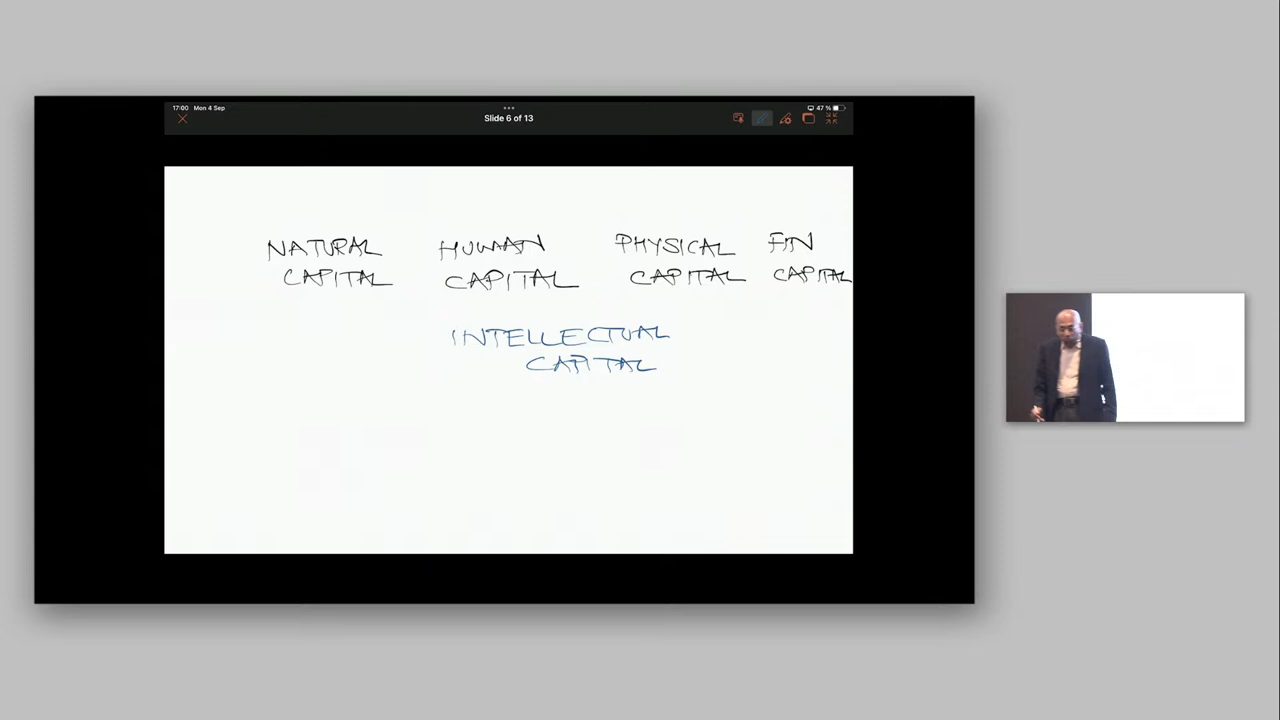 17:00 Mon 4 Sep
47 %
Slide 6 of 13
NATURAL CAPITAL
HUMAN CAPITAL
PHYSICAL CAPITAL
FIN CAPITAL
INTELLECTUAL
CAPITAL